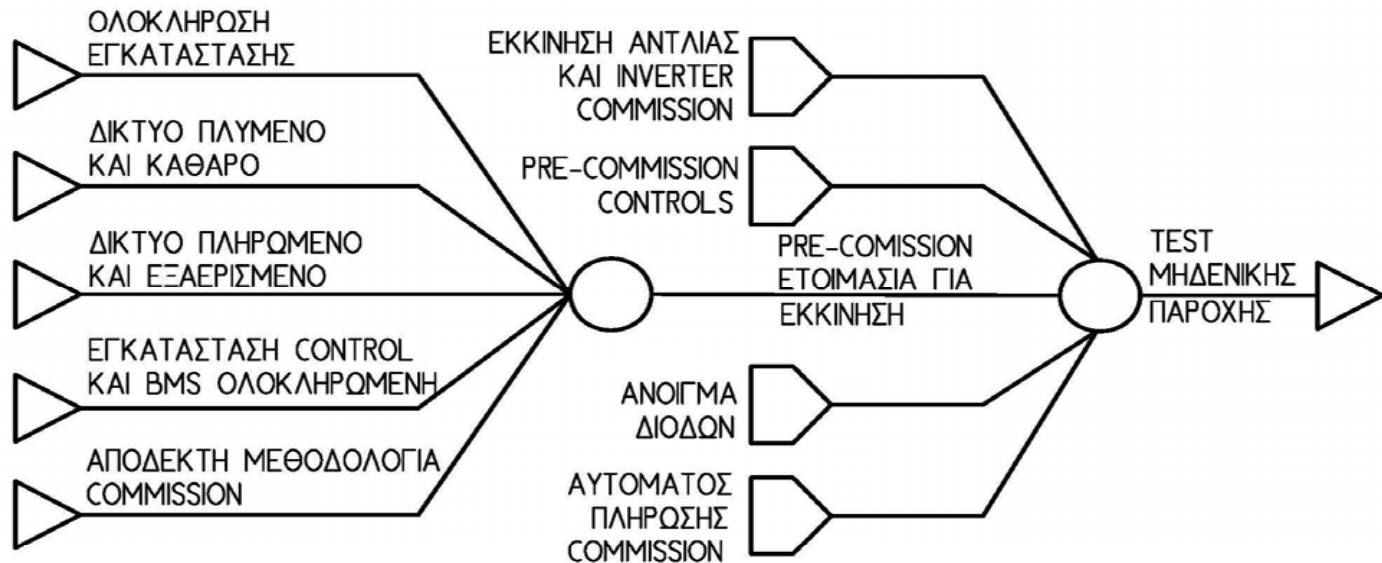 ΟΛΟΚΛΗΡΩΣΗ
ΕΓΚΑΤΑΣΤΑΣΗΣ
ΔΙΚΤΥΟ ΠΛΥΜΕΝΟ
ΚΑΙ ΚΑΘΑΡΟ
ΔΙΚΤΥΟ ΠΛΗΡΩΜΕΝΟ
ΚΑΙ ΕΞΑΕΡΙΣΜΕΝΟ
ΕΓΚΑΤΑΣΤΑΣΗ CONTROL
ΚΑΙ BMS ΟΛΟΚΛΗΡΩΜΕΝΗ
ΑΠΟΔΕΚΤΗ ΜΕΘΟΔΟΛΟΓΙΑ
COMMISSION
ΕΚΚΙΝΗΣΗ ΑΝΤΛΙΑΣ
ΚΑΙ INVERTER
COMMISSION
PRE-COMMISSION
CONTROLS
PRE-COMISSION
ΕΤΟΙΜΑΣΙΑ ΓΙΑ
ΕΚΚΙΝΗΣΗ
ΑΝΟΙΓΜΑ
ΔΙΟΔΩΝ
ΑΥΤΟΜΑΤΟΣ
ΠΛΗΡΩΣΗΣ
COMMISSION
TEST
ΜΗΔΕΝΙΚΗΣ
ΠΑΡΟΧΗΣ